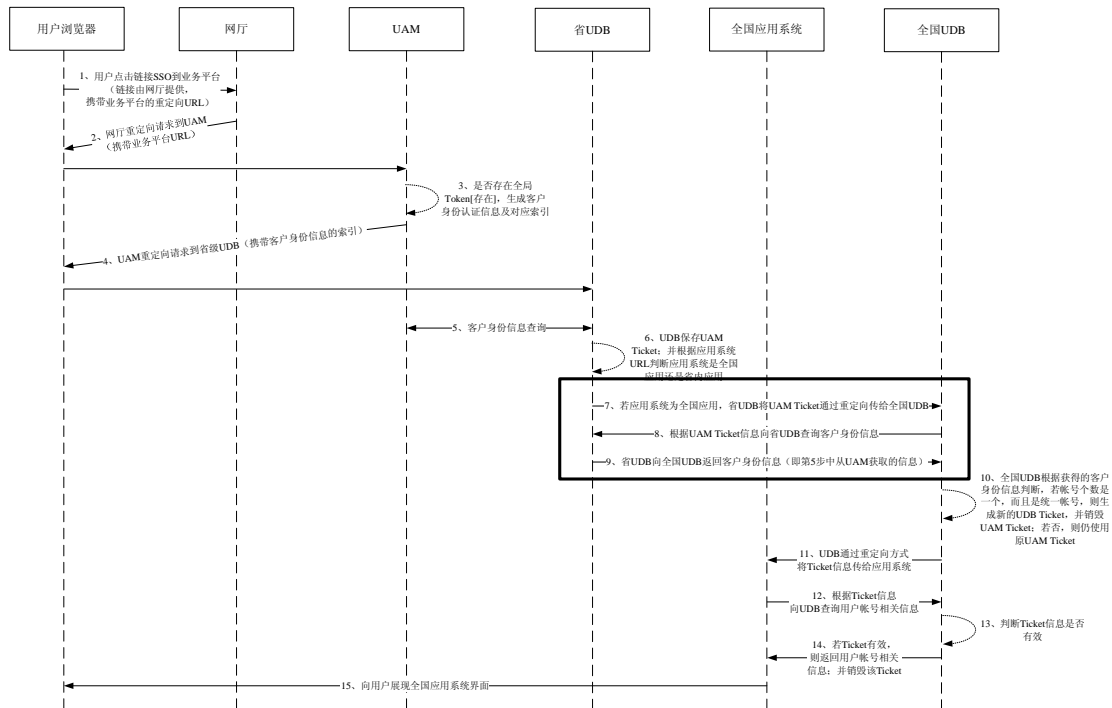 用户浏览器
网厅
UAM
省UDB
全国应用系统
全国UDB
1、用户点击链接SSO到业务平台
（链接由网厅提供，
携带业务平台的重定向URL）
2、网厅重定向请求到UAM
（携带业务平台URL）
3、是否存在全局
Token[存在]，生成客户
身份认证信息及对应索引
4、UAM重定向请求到省级UDB（携带客户身份信息的索引）
5、客户身份信息查询
6、UDB保存UAM
Ticket；并根据应用系统
URL判断应用系统是全国
应用还是省内应用
7、若应用系统为全国应用，省UDB将UAM Ticket通过重定向传给全国UDB
8、根据UAM Ticket信息向省UDB查询客户身份信息
9、省UDB向全国UDB返回客户身份信息（即第5步中从UAM获取的信息）
10、全国UDB根据获得的客户
身份信息判断，若帐号个数是
一个，而且是统一帐号，则生
成新的UDB Ticket，并销毁
UAM Ticket；若否，则仍使用
原UAM Ticket
11、UDB通过重定向方式
将Ticket信息传给应用系统
12、根据Ticket信息
向UDB查询用户帐号相关信息
13、判断Ticket信息是否
有效
14、若Ticket有效，
则返回用户帐号相关
信息；并销毁该Ticket
15、向用户展现全国应用系统界面